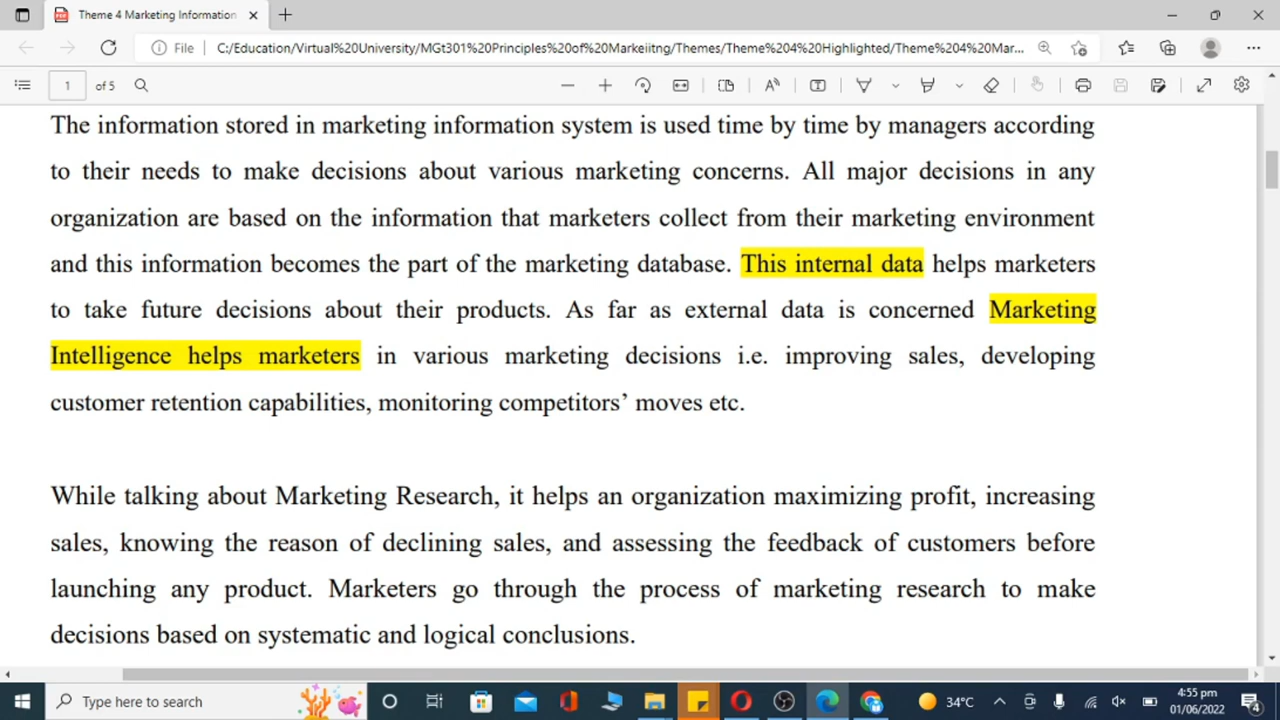 Theme 4 Marketing Information
File
C:/Education/Virtual%20University/MGt301%20Principles%20of%20Markeiitng/Themes/Theme%204%20Highlighted/Theme%204%20Mar...
1 of 5
The information stored in marketing information system is used time by time by managers according
to their needs to make decisions about various marketing concerns. All major decisions in any
organization are based on the information that marketers collect from their marketing environment
and this information becomes the part of the marketing database. This internal data helps marketers
to take future decisions about their products. As far as external data is concerned Marketing
Intelligence helps marketers in various marketing decisions i.e. improving sales, developing
customer retention capabilities, monitoring competitors’ moves etc.
While talking about Marketing Research, it helps an organization maximizing profit, increasing
sales, knowing the reason of declining sales, and assessing the feedback of customers before
launching any product. Marketers go through the process of marketing research to make
decisions based on systematic and logical conclusions.
Type here to search
34°C
4:55 pm
01/06/2022
4